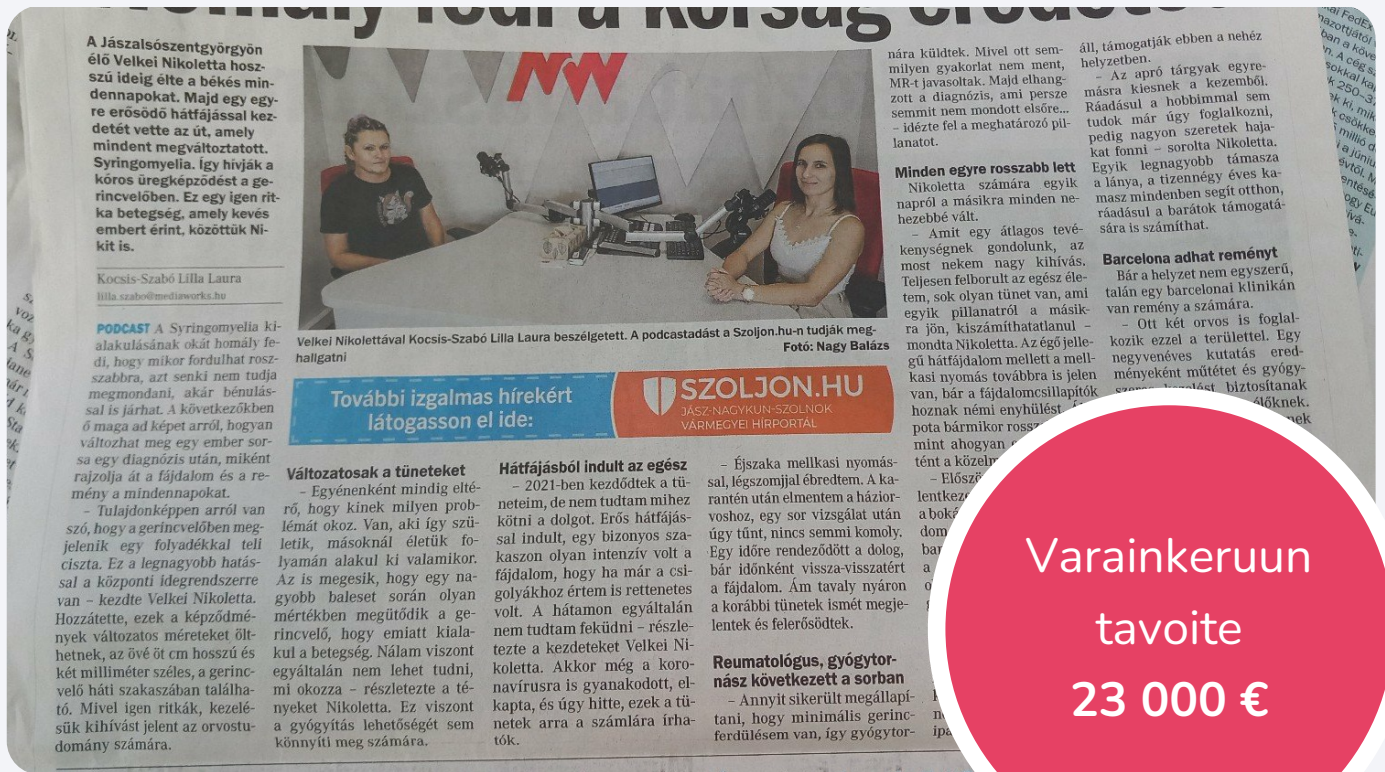 a kórság
A Jászalsószentgyörgyön
élő Velkei Nikoletta hosz-
szú ideig élte a békés min-
dennapokat. Majd egy egy-
re erősödő hátfájással kez-
detét vette az út, amely
mindent megváltoztatott.
Syringomyelia. Így hívják a
kóros üregképződést a ge-
rincvelőben. Ez egy igen rit-
ka betegség, amely kevés
embert érint, közöttük Ni-
kit is.
Kocsis-Szabó Lilla Laura
lilla.szabo@mediaworks.hu
PODCAST A Syringomyelia ki-
alakulásának okát homály fe-
di, hogy mikor fordulhat rosz-
szabbra, azt senki nem tudja
megmondani, akár bénulás-
sal is járhat. A következőkben
ő maga ad képet arról, hogyan
változhat meg egy ember sor-
sa egy diagnózis után, miként
rajzolja át a fájdalom és a re-
mény a mindennapokat.
– Tulajdonképpen arról van
szó, hogy a gerincvelőben meg-
jelenik egy folyadékkal teli
ciszta. Ez a legnagyobb hatás-
sal a központi idegrendszerre
van – kezdte Velkei Nikoletta.
Hozzátette, ezek a képződmé-
nyek változatos méreteket ölt-
hetnek, az övé öt cm hosszú és
két milliméter széles, a gerinc-
velő háti szakaszában találha-
tó. Mivel igen ritkák, kezelé-
sük kihívást jelent az orvostu-
domány számára.
NW
Velkei Nikolettával Kocsis-Szabó Lilla Laura beszélgetett. A podcastadást a Szoljon.hu-n tudják meg-
hallgatni
Fotó: Nagy Balázs
További izgalmas hírekért
látogasson el ide:
SZOLJON.HU
JÁSZ-NAGYKUN-SZOLNOK
VÁRMEGYEI HÍRPORTÁL
Változatosak a tüneteket
– Egyénenként mindig elté-
rő, hogy kinek milyen prob-
lémát okoz. Van, aki így szü-
letik, másoknál életük fo-
lyamán alakul ki valamikor.
Az is megesik, hogy egy na-
gyobb baleset során olyan
mértékben megütődik a ge-
rincvelő, hogy emiatt kiala-
kul a betegség. Nálam viszont
egyáltalán nem lehet tudni,
mi okozza – részletezte a té-
nyeket Nikoletta. Ez viszont
a gyógyítás lehetőségét sem
könnyíti meg számára.
Hátfájásból indult az egész
– 2021-ben kezdődtek a tü-
neteim, de nem tudtam mihez
kötni a dolgot. Erős hátfájás-
sal indult, egy bizonyos sza-
kaszon olyan intenzív volt a
fájdalom, hogy ha már a csi-
golyákhoz értem is rettenetes
volt. A hátamon egyáltalán
nem tudtam feküdni – részle-
tezte a kezdeteket Velkei Ni-
koletta. Akkor még a koro-
navírusra is gyanakodott, el-
kapta, és úgy hitte, ezek a tü-
netek arra a számlára írha-
tók.
– Éjszaka mellkasi nyomás-
sal, légszomjjal ébredtem. A ka-
rantén után elmentem a házior-
voshoz, egy sor vizsgálat után
úgy tűnt, nincs semmi komoly.
Egy időre rendeződött a dolog,
bár időnként vissza-visszatért
a fájdalom. Ám tavaly nyáron
a korábbi tünetek ismét megje-
lentek és felerősödtek.
Reumatológus, gyógytor-
nász következett a sorban
– Annyit sikerült megállapí-
tani, hogy minimális gerinc-
ferdülésem van, így gyógytor-
nára küldtek. Mivel ott sem-
milyen gyakorlat nem ment,
MR-t javasoltak. Majd elhang-
zott a diagnózis, ami persze
semmit nem mondott elsőre...
– idézte fel a meghatározó pil-
lanatot.
Minden egyre rosszabb lett
Nikoletta számára egyik
napról a másikra minden ne-
hezebbé vált.
– Amit egy átlagos tevé-
kenységnek gondolunk, az
most nekem nagy kihívás.
Teljesen felborult az egész éle-
tem, sok olyan tünet van, ami
egyik pillanatról a másik-
ra jön, kiszámíthatatlanul –
mondta Nikoletta. Az égő jelle-
gű hátfájdalom mellett a mell-
kasi nyomás továbbra is jelen
van, bár a fájdalomcsillapítók
hoznak némi enyhülést
pota bármikor
mint ahogyan
tént a
áll, támogatják ebben a nehéz
helyzetben.
– Az apró tárgyak egyre-
másra kiesnek a kezemből.
Ráadásul a hobbimmal sem
tudok már úgy foglalkozni,
pedig nagyon szeretek haja-
kat fonni – sorolta Nikoletta.
Egyik legnagyobb támasza
a lánya, a tizennégy éves ka-
masz mindenben segít otthon,
ráadásul a barátok támogatá-
sára is számíthat.
Barcelona adhat reményt
Bár a helyzet nem egyszerű,
talán egy barcelonai klinikán
van remény a számára.
– Ott két orvos is foglal-
kozik ezzel a területtel. Egy
negyvenéves kutatás ered-
ményeként műtétet és gyógy-
biztosítanak
Varainkeruun
tavoite
23 000 €